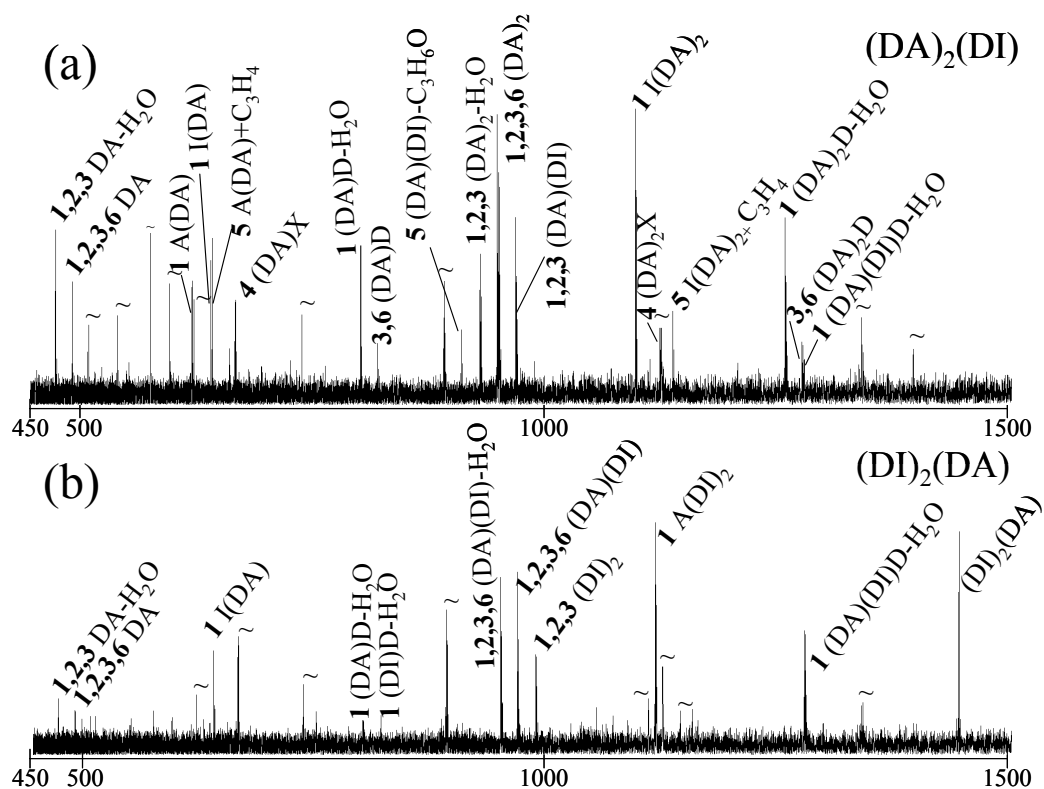 (a)
(DA)₂(DI)
1,2,3 DA-H₂O
1,2,3,6 DA
~
~
~
~
1 A(DA)
~
1 I(DA)
5 A(DA)+C₃H₄
4 (DA)X
~
1 (DA)D-H₂O
3,6 (DA)D
~
5 (DA)(DI)-C₃H₆O
1,2,3 (DA)₂-H₂O
1,2,3,6 (DA)₂
1,2,3 (DA)(DI)
1 I(DA)₂
4 (DA)₂X
~
5 I(DA)₂₊C₃H₄
1 (DA)₂D-H₂O
3,6 (DA)₂D
1 (DA)(DI)D-H₂O
~
~
450 500 1000 1500
(b)
(DI)₂(DA)
1,2,3 DA-H₂O
1,2,3,6 DA
~
1 I(DA)
~
~
1 (DA)D-H₂O
1 (DI)D-H₂O
~
1,2,3,6 (DA)(DI)-H₂O
1,2,3,6 (DA)(DI)
1,2,3 (DI)₂
~
1 A(DI)₂
~
~
~
1 (DA)(DI)D-H₂O
~
(DI)₂(DA)
450 500 1000 1500